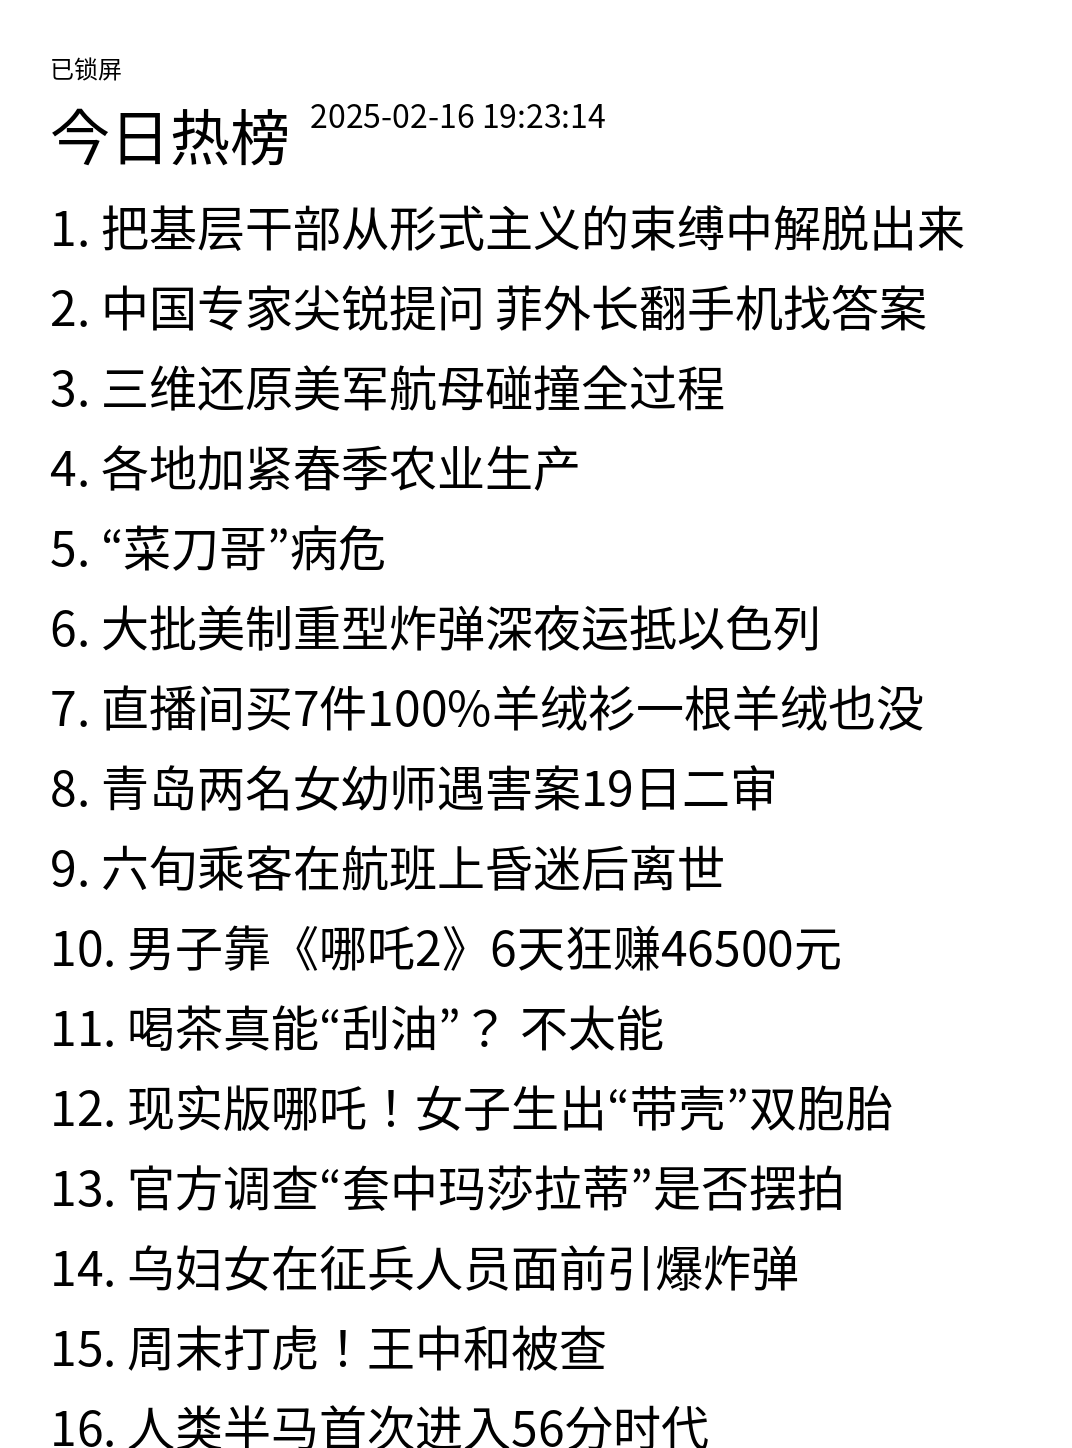 已锁屏
今日热榜 2025-02-16 19:23:14
1. 把基层干部从形式主义的束缚中解脱出来
2. 中国专家尖锐提问 菲外长翻手机找答案
3. 三维还原美军航母碰撞全过程
4. 各地加紧春季农业生产
5. “菜刀哥”病危
6. 大批美制重型炸弹深夜运抵以色列
7. 直播间买7件100%羊绒衫一根羊绒也没
8. 青岛两名女幼师遇害案19日二审
9. 六旬乘客在航班上昏迷后离世
10. 男子靠《哪吒2》6天狂赚46500元
11. 喝茶真能“刮油”？ 不太能
12. 现实版哪吒！女子生出“带壳”双胞胎
13. 官方调查“套中玛莎拉蒂”是否摆拍
14. 乌妇女在征兵人员面前引爆炸弹
15. 周末打虎！王中和被查
16. 人类半马首次进入56分时代